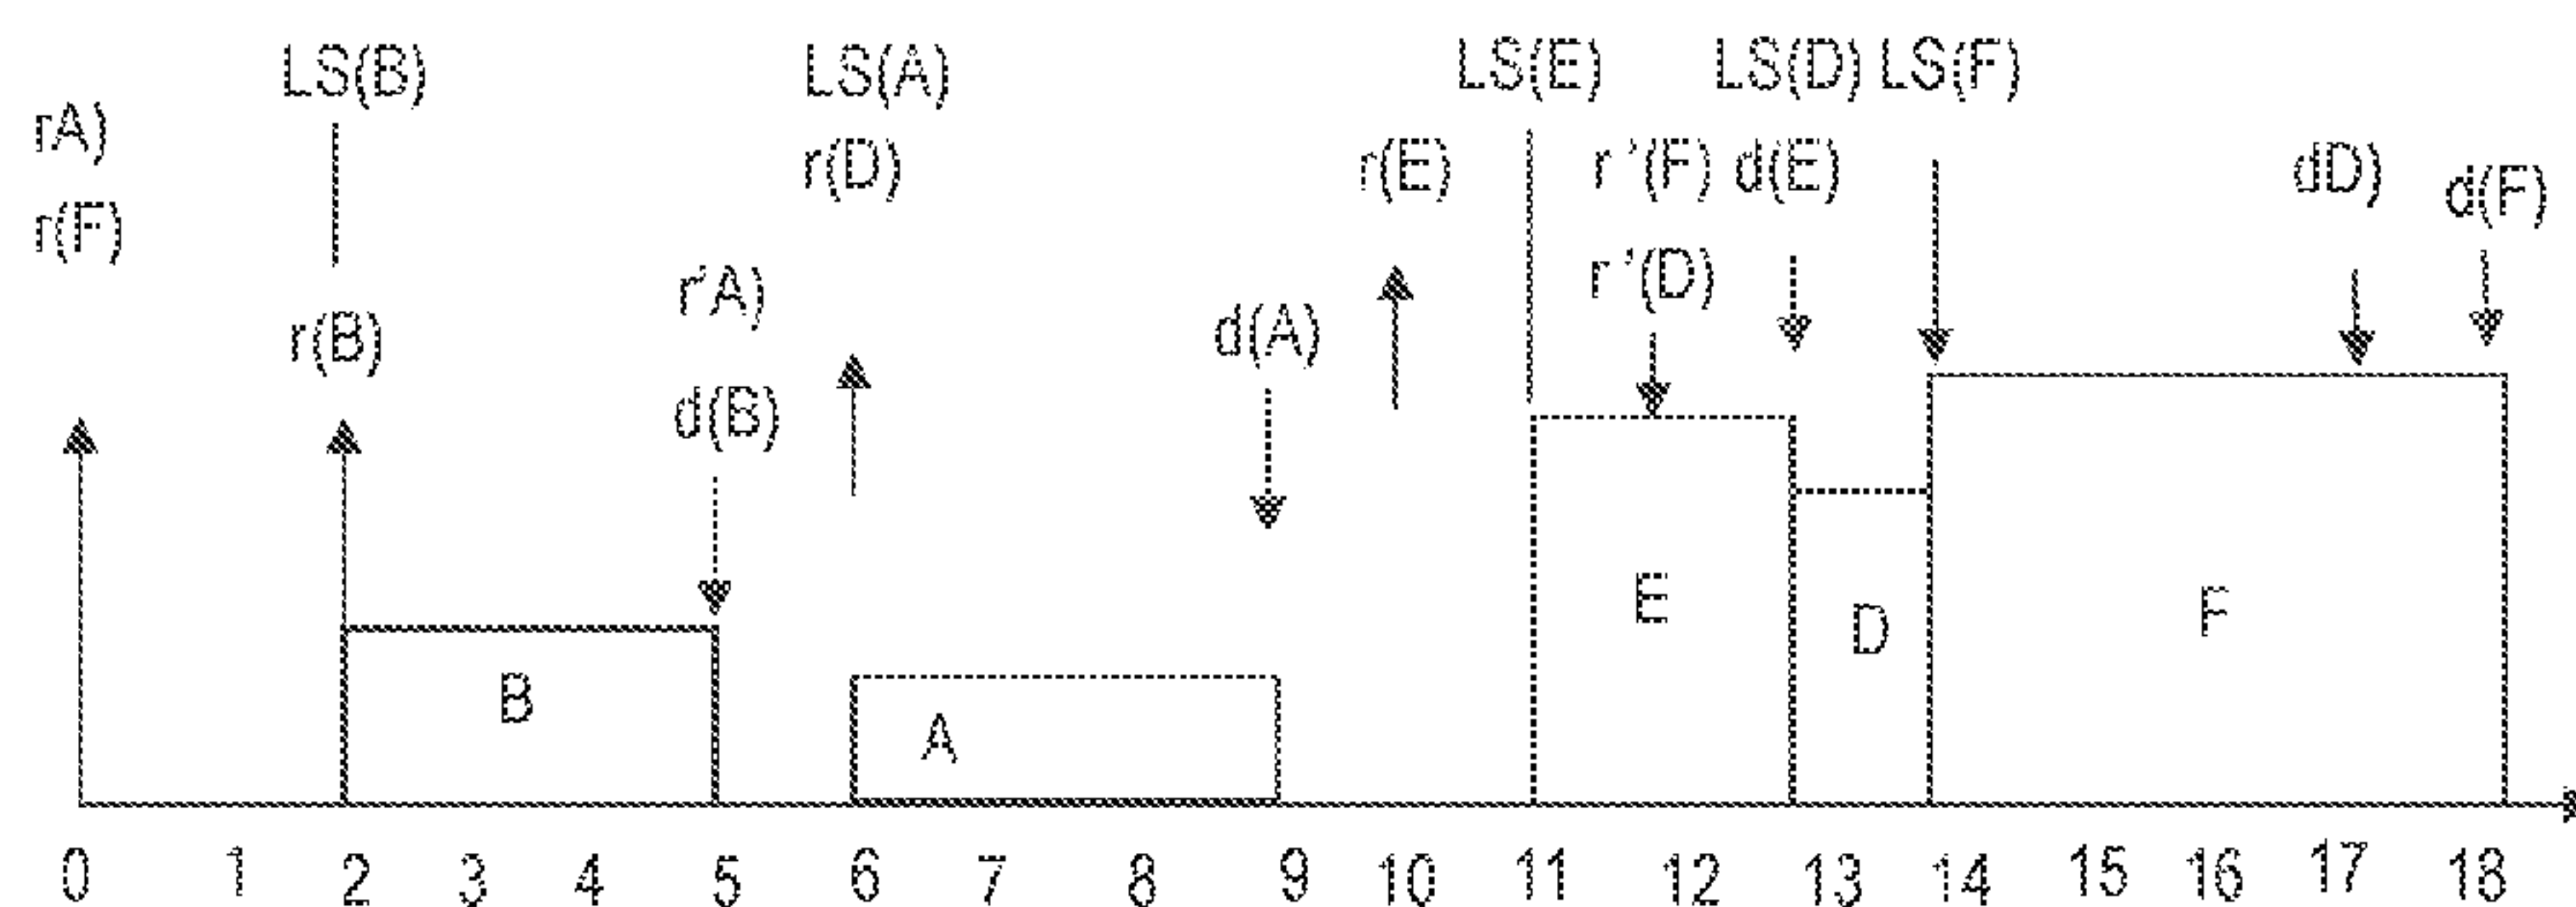 LS(B) LS(A) LS(E) LS(D) LS(F)
rA) r(D) r(E) r'(F) d(E) dD) d(F)
r(F) r'A) r'(D)
r(B) d(A)
d(B)
E D F
B A
0 1 2 3 4 5 6 7 8 9 10 11 12 13 14 15 16 17 18